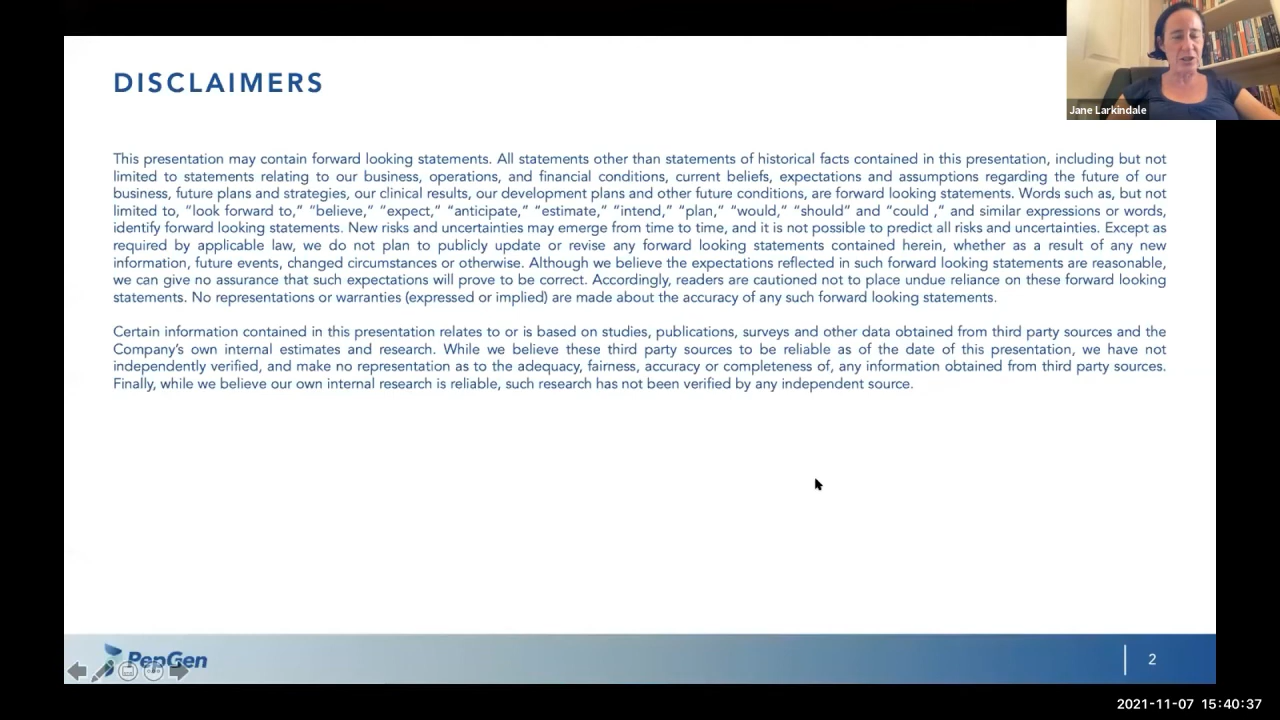 DISCLAIMERS
Jane Larkindale
This presentation may contain forward looking statements. All statements other than statements of historical facts contained in this presentation, including but not
limited to statements relating to our business, operations, and financial conditions, current beliefs, expectations and assumptions regarding the future of our
business, future plans and strategies, our clinical results, our development plans and other future conditions, are forward looking statements. Words such as, but not
limited to, “look forward to,” “believe,” “expect,” “anticipate,” “estimate,” “intend,” “plan,” “would,” “should” and “could ,” and similar expressions or words,
identify forward looking statements. New risks and uncertainties may emerge from time to time, and it is not possible to predict all risks and uncertainties. Except as
required by applicable law, we do not plan to publicly update or revise any forward looking statements contained herein, whether as a result of any new
information, future events, changed circumstances or otherwise. Although we believe the expectations reflected in such forward looking statements are reasonable,
we can give no assurance that such expectations will prove to be correct. Accordingly, readers are cautioned not to place undue reliance on these forward looking
statements. No representations or warranties (expressed or implied) are made about the accuracy of any such forward looking statements.
Certain information contained in this presentation relates to or is based on studies, publications, surveys and other data obtained from third party sources and the
Company’s own internal estimates and research. While we believe these third party sources to be reliable as of the date of this presentation, we have not
independently verified, and make no representation as to the adequacy, fairness, accuracy or completeness of, any information obtained from third party sources.
Finally, while we believe our own internal research is reliable, such research has not been verified by any independent source.
PepGen
2
2021-11-07 15:40:37